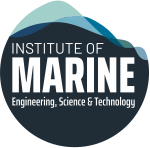 INSTITUTE OF
MARINE
Engineering, Science & Technology